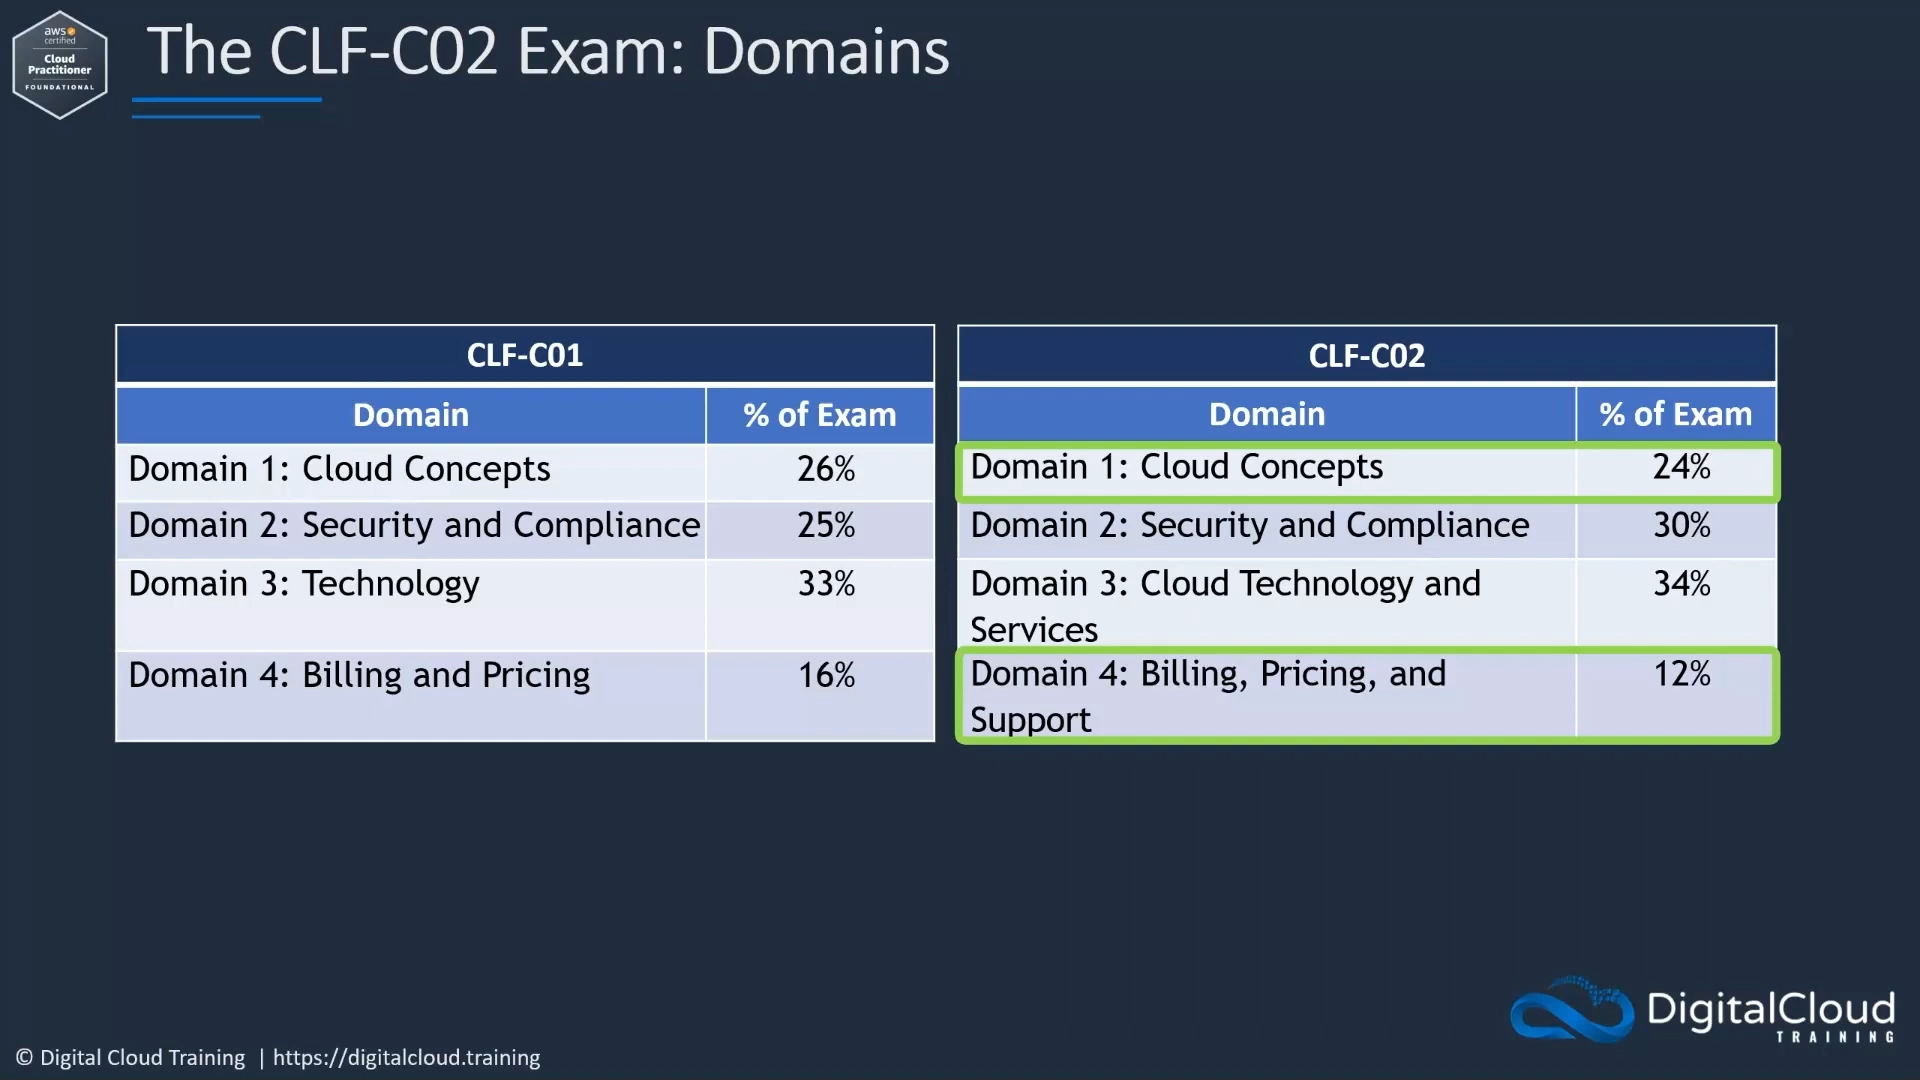 aws
certified
Cloud
Practitioner
FOUNDATIONAL
The CLF-C02 Exam: Domains
CLF-C01
Domain % of Exam
Domain 1: Cloud Concepts 26%
Domain 2: Security and Compliance 25%
Domain 3: Technology 33%
Domain 4: Billing and Pricing 16%
CLF-C02
Domain % of Exam
Domain 1: Cloud Concepts 24%
Domain 2: Security and Compliance 30%
Domain 3: Cloud Technology and 34%
Services
Domain 4: Billing, Pricing, and 12%
Support
DigitalCloud
TRAINING
© Digital Cloud Training | https://digitalcloud.training